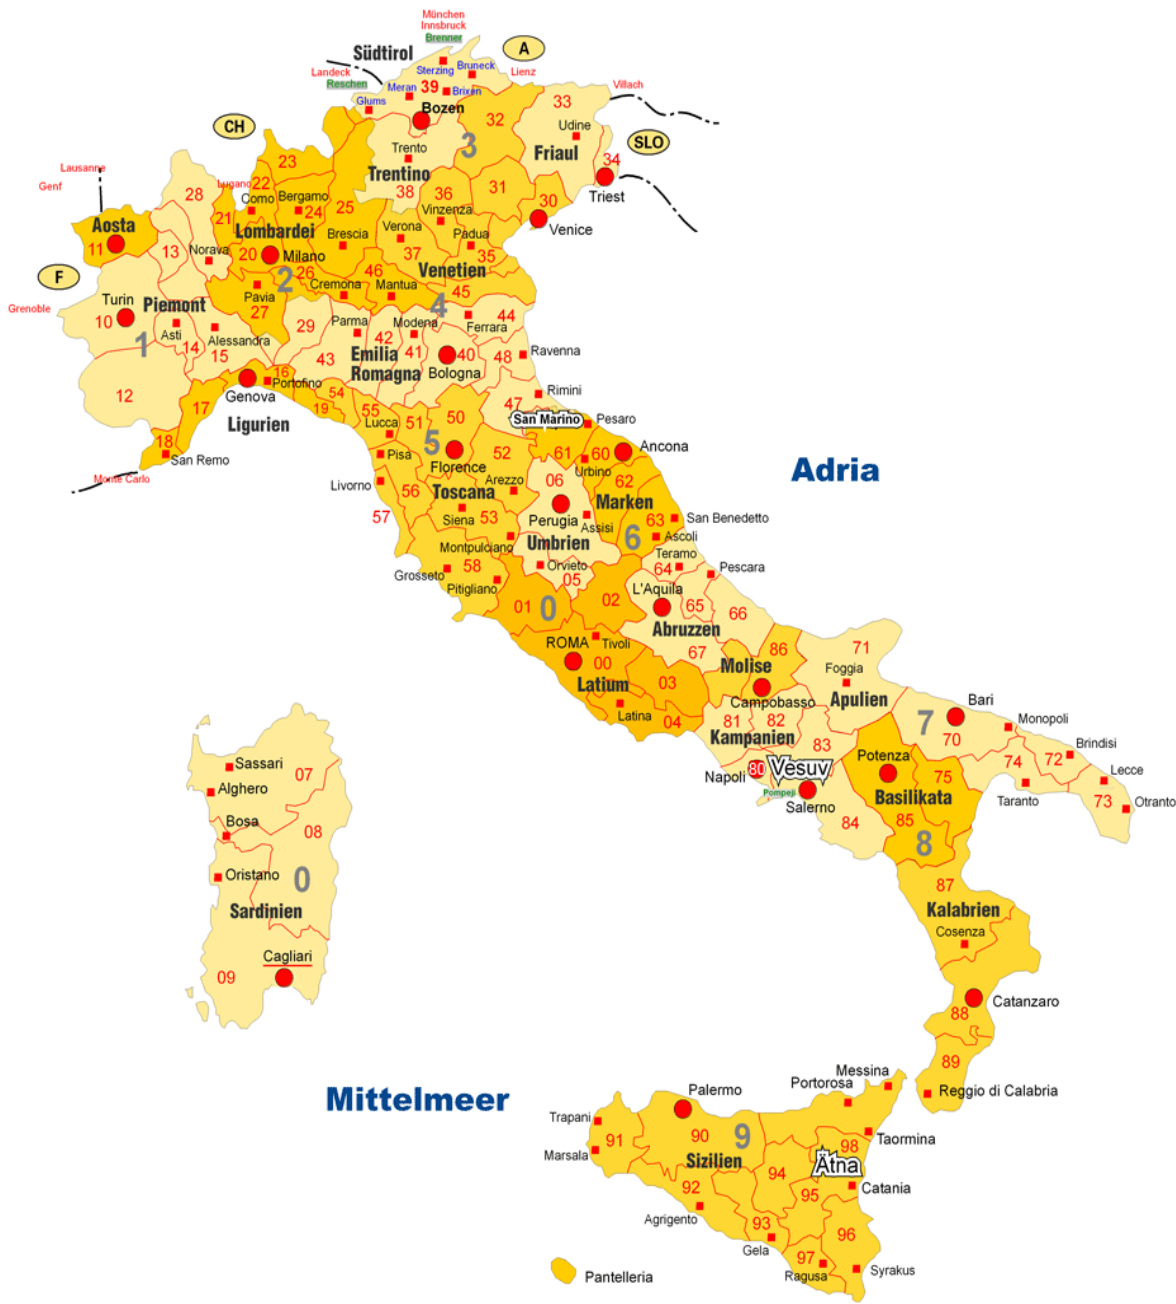 München
Innsbruck
Brenner
Südtirol
A
Sterzing
Bruneck
Lienz
Landeck
Reschen
Meran
39
Brixen
Villach
Glums
Bozen
33
32
Udine
CH
3
Friaul
SLO
Trento
34
Trentino
23
Lausanne
Genf
Lugano
22
28
Como
Bergamo
24
25
38
36
31
30
Triest
Vinzenza
Venice
Aosta
11
21
Lombardei
Brescia
Verona
37
Padua
35
13
Norava
20
Milano
Venetien
F
26
46
2
Cremona
Mantua
45
Pavia
27
4
Grenoble
Turin
10
Piemont
Asti
14
Alessandra
15
1
29
Parma
43
42
Modena
41
Ferrara
44
Emilia
Romagna
40
Bologna
48
Ravenna
12
16
Portofino
Genova
17
Ligurien
18
San Remo
Monte Carlo
54
19
55
Lucca
51
50
47
Rimini
San Marino
Pesaro
5
Florence
Pisa
52
61
60
Urbino
Ancona
Adria
Livorno
56
57
Toscana
Arezzo
06
62
Marken
Siena
53
Perugia
Assisi
63
San Benedetto
6
Ascoli
Montpulciano
Umbrien
Grosseto
58
Pitigliano
Orvieto
05
Teramo
64
Pescara
L'Aquila
65
66
01
0
02
Abruzzen
67
ROMA
Tivoli
00
Latium
03
Latina
04
86
Molise
Campobasso
71
Foggia
Apulien
81
82
Kampanien
83
7
70
Bari
Monopoli
Brindisi
Napoli
80
Vesuv
Pompeji
Salerno
84
Potenza
75
Basilikata
85
8
74
72
Taranto
Lecce
73
Otranto
Sassari
07
Alghero
08
Bosa
Oristano
0
Sardinien
Cagliari
09
87
Kalabrien
Cosenza
Catanzaro
88
89
Reggio di Calabria
Mittelmeer
Messina
Portorosa
Palermo
Trapani
91
90
9
Sizilien
Marsala
Taormina
98
Ätna
94
Catania
92
95
Agrigento
93
Gela
96
97
Ragusa
Syrakus
Pantelleria